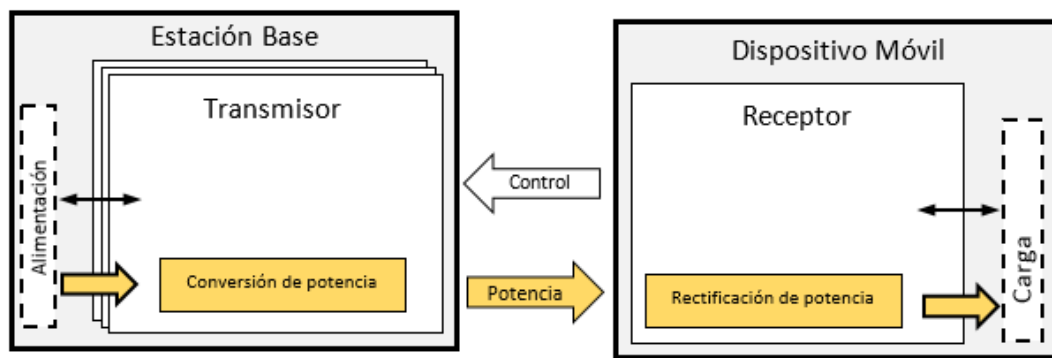 Estación Base
Transmisor
Alimentación
Conversión de potencia
Control
Potencia
Dispositivo Móvil
Receptor
Rectificación de potencia
Carga